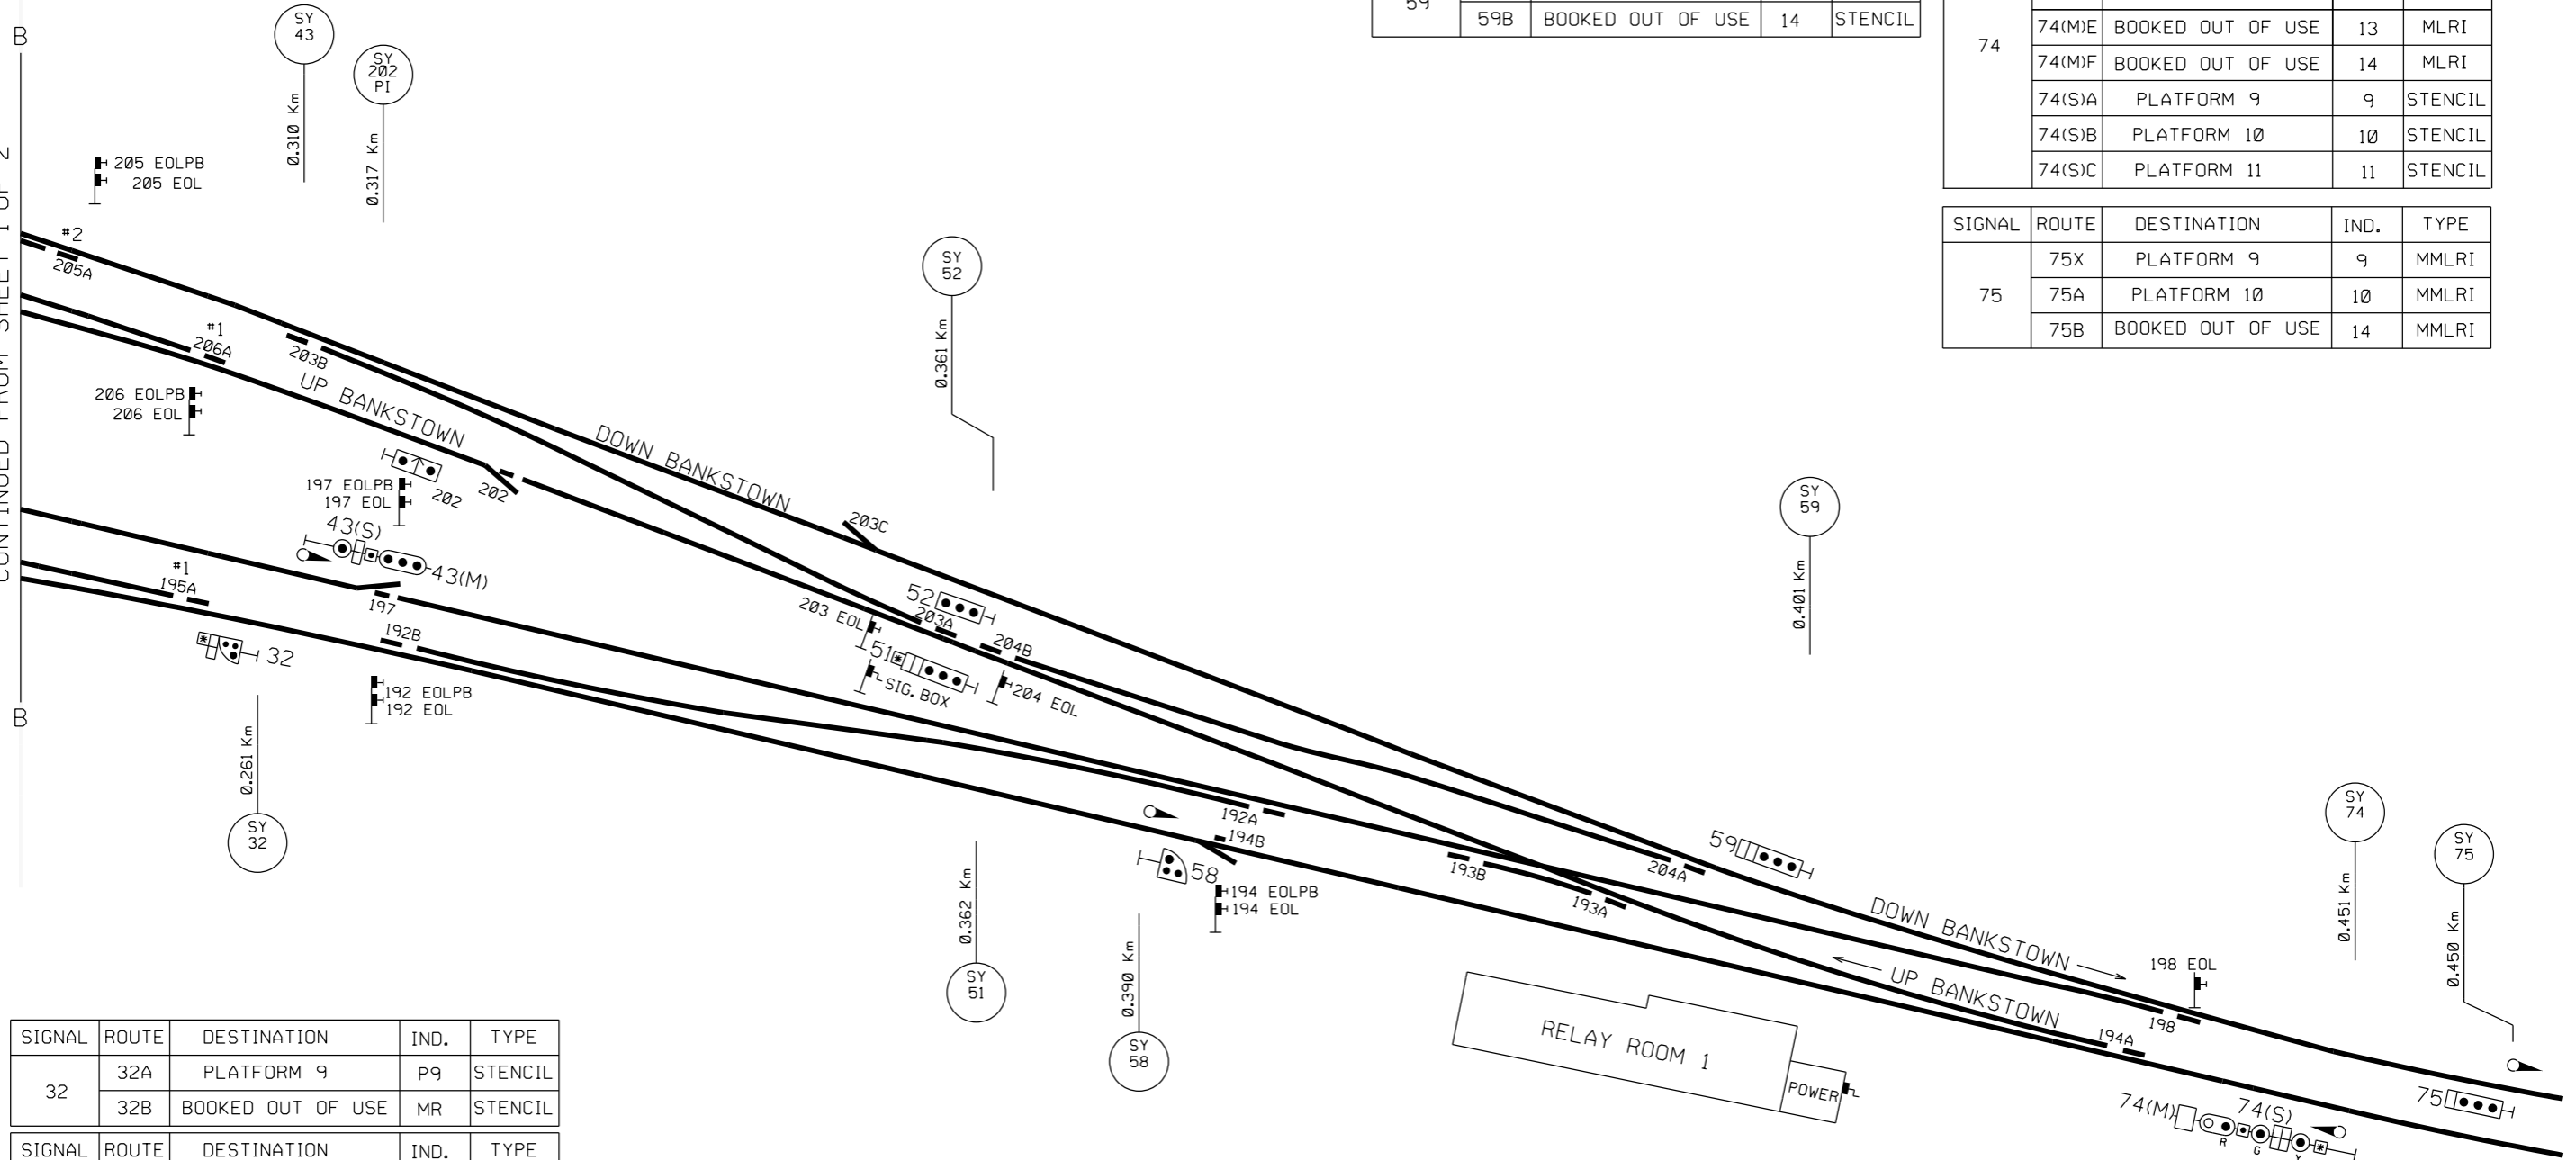 B
SY
43
SY
202
PI
0.310 Km
0.317 Km
59
59B BOOKED OUT OF USE 14 STENCIL
74
74(M)E BOOKED OUT OF USE 13 MLRI
74(M)F BOOKED OUT OF USE 14 MLRI
74(S)A PLATFORM 9 9 STENCIL
74(S)B PLATFORM 10 10 STENCIL
74(S)C PLATFORM 11 11 STENCIL
SIGNAL ROUTE DESTINATION IND. TYPE
75
75X PLATFORM 9 9 MMLRI
75A PLATFORM 10 10 MMLRI
75B BOOKED OUT OF USE 14 MMLRI
CONTINUED FROM SHEET 1 OF 2
205 EOLPB
205 EOL
#2
205A
SY
52
0.361 Km
#1
206A
203B
UP BANKSTOWN
206 EOLPB
206 EOL
DOWN BANKSTOWN
202
202
197 EOLPB
197 EOL
43(S)
43(M)
203C
SY
59
0.401 Km
#1
195A
197
192B
32
192 EOLPB
192 EOL
52
203 EOL
203A
204B
51
SIG. BOX
204 EOL
B
0.261 Km
SY
32
192A
194B
58
194 EOLPB
194 EOL
193B
193A
204A
59
SY
74
0.451 Km
SY
75
0.450 Km
0.362 Km
SY
51
0.390 Km
SY
58
DOWN BANKSTOWN
UP BANKSTOWN
198 EOL
198
194A
RELAY ROOM 1
POWER
75
74(M)
74(S)
R
G
Y
SIGNAL ROUTE DESTINATION IND. TYPE
32
32A PLATFORM 9 P9 STENCIL
32B BOOKED OUT OF USE MR STENCIL
SIGNAL ROUTE DESTINATION IND. TYPE